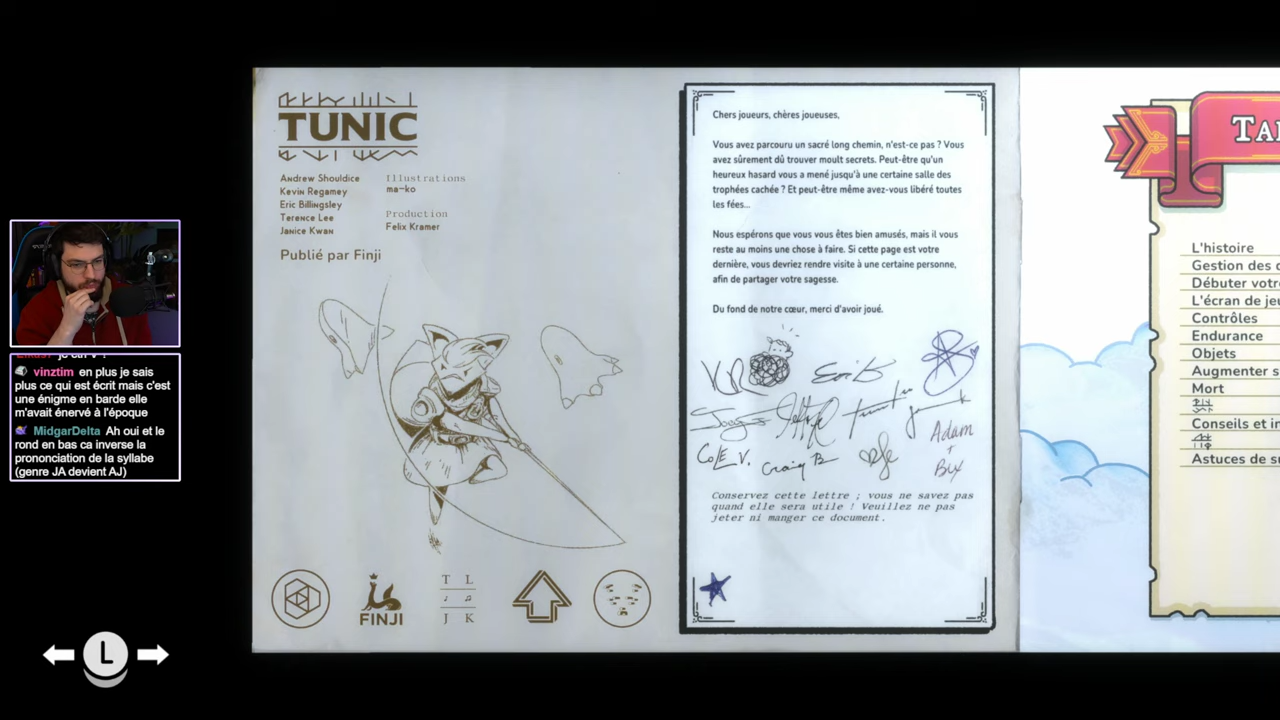 TUNIC
Andrew Shouldice
Kevin Regamey
Eric Billingsley
Terence Lee
Janice Kwan
Illustrations
ma-ko
Production
Felix Kramer
Publié par Finji
FINJI
T L
J K
Chers joueurs, chères joueuses,
Vous avez parcouru un sacré long chemin, n'est-ce pas ? Vous
avez sûrement dû trouver moult secrets. Peut-être qu'un
heureux hasard vous a mené jusqu'à une certaine salle des
trophées cachée ? Et peut-être même avez-vous libéré toutes
les fées...
Nous espérons que vous vous êtes bien amusés, mais il vous
reste au moins une chose à faire. Si cette page est votre
dernière, vous devriez rendre visite à une certaine personne,
afin de partager votre sagesse.
Du fond de notre cœur, merci d'avoir joué.
Eric B
COLE V.
Craig B
Adam
+
Bix
Conservez cette lettre ; vous ne savez pas
quand elle sera utile ! Veuillez ne pas
jeter ni manger ce document.
L'histoire
Gestion des
Débuter votr
L'écran de jeu
Contrôles
Endurance
Objets
Augmenter s
Mort
Conseils et in
Astuces de su
vinztim en plus je sais
plus ce qui est écrit mais c'est
une énigme en barde elle
m'avait énervé à l'époque
MidgarDelta Ah oui et le
rond en bas ca inverse la
prononciation de la syllabe
(genre JA devient AJ)
L